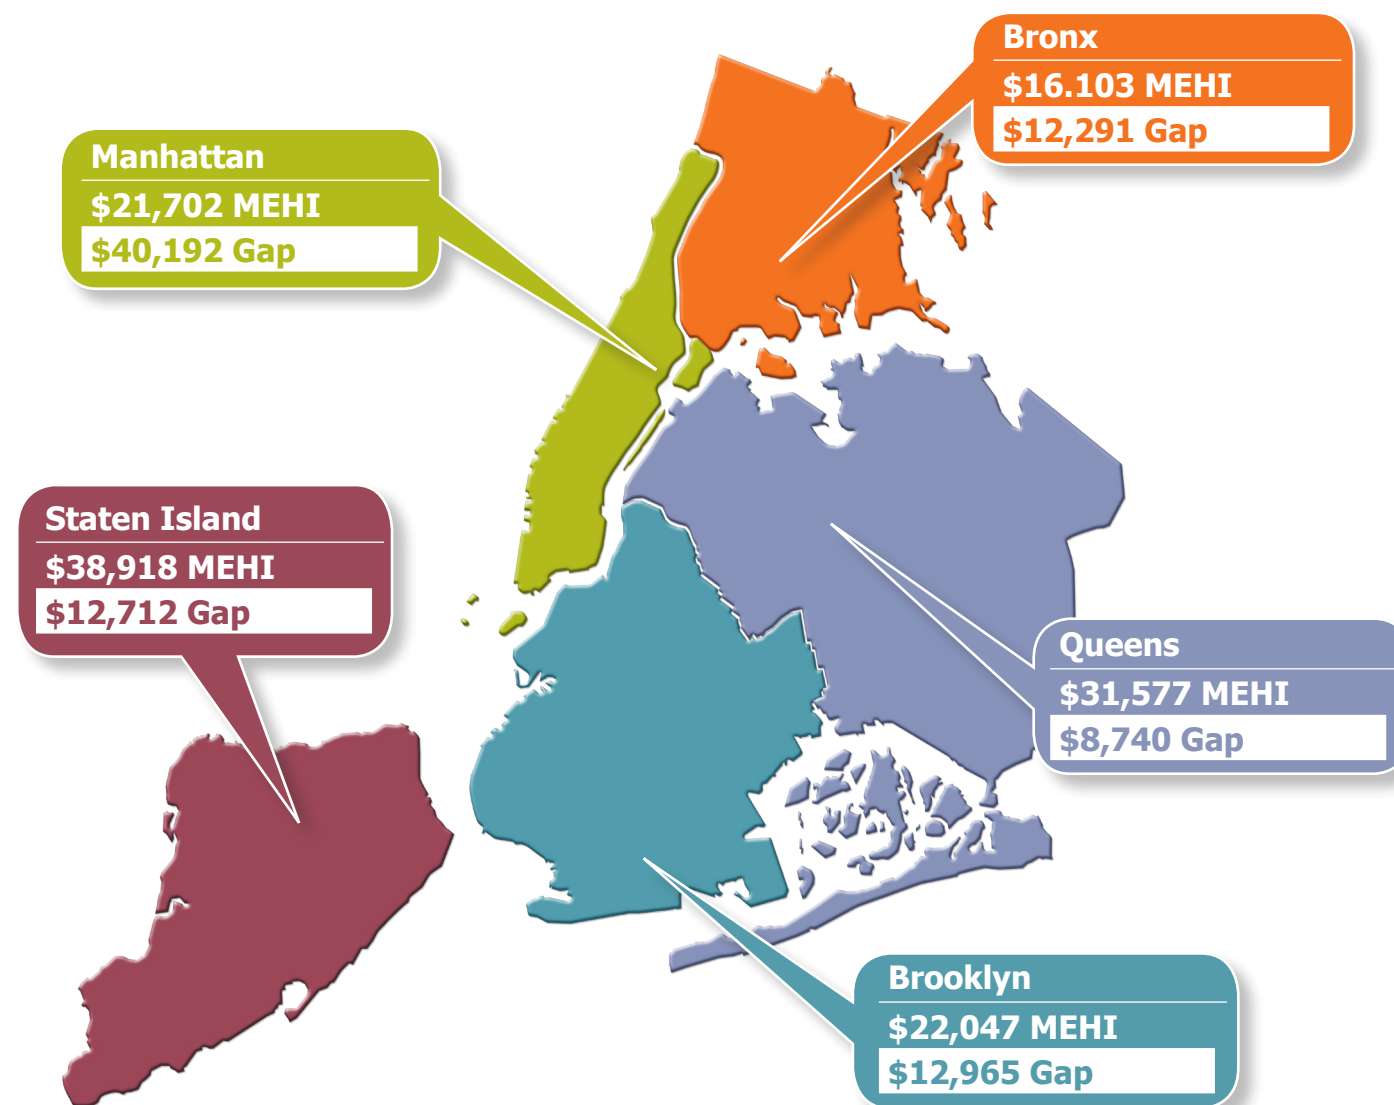 Bronx
$16.103 MEHI
$12,291 Gap
Manhattan
$21,702 MEHI
$40,192 Gap
Staten Island
$38,918 MEHI
$12,712 Gap
Queens
$31,577 MEHI
$8,740 Gap
Brooklyn
$22,047 MEHI
$12,965 Gap